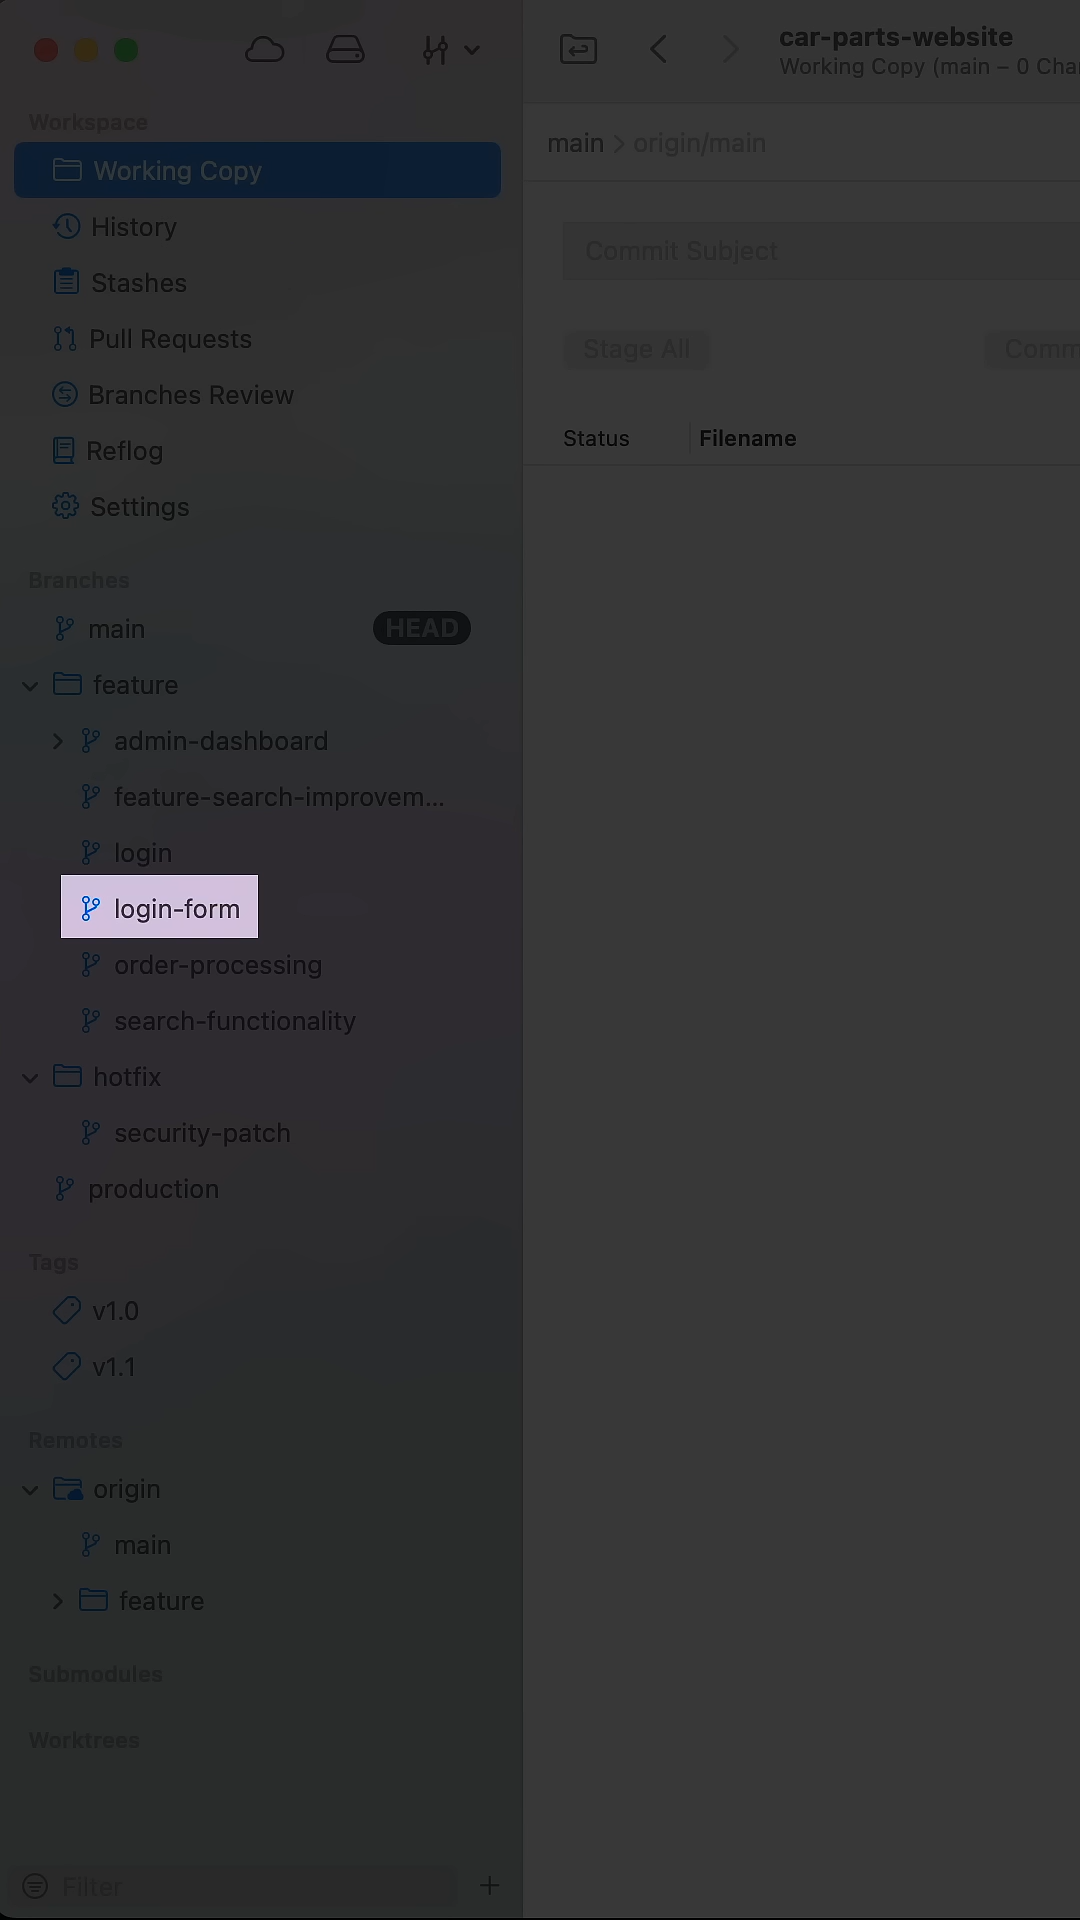 car-parts-website
Working Copy (main – 0 Cha
Workspace
Working Copy
History
Stashes
Pull Requests
Branches Review
Reflog
Settings
Branches
main HEAD
feature
admin-dashboard
feature-search-improvem...
login
login-form
order-processing
search-functionality
hotfix
security-patch
production
Tags
v1.0
v1.1
Remotes
origin
main
feature
Submodules
Worktrees
Filter
main > origin/main
Commit Subject
Stage All Comm
Status Filename